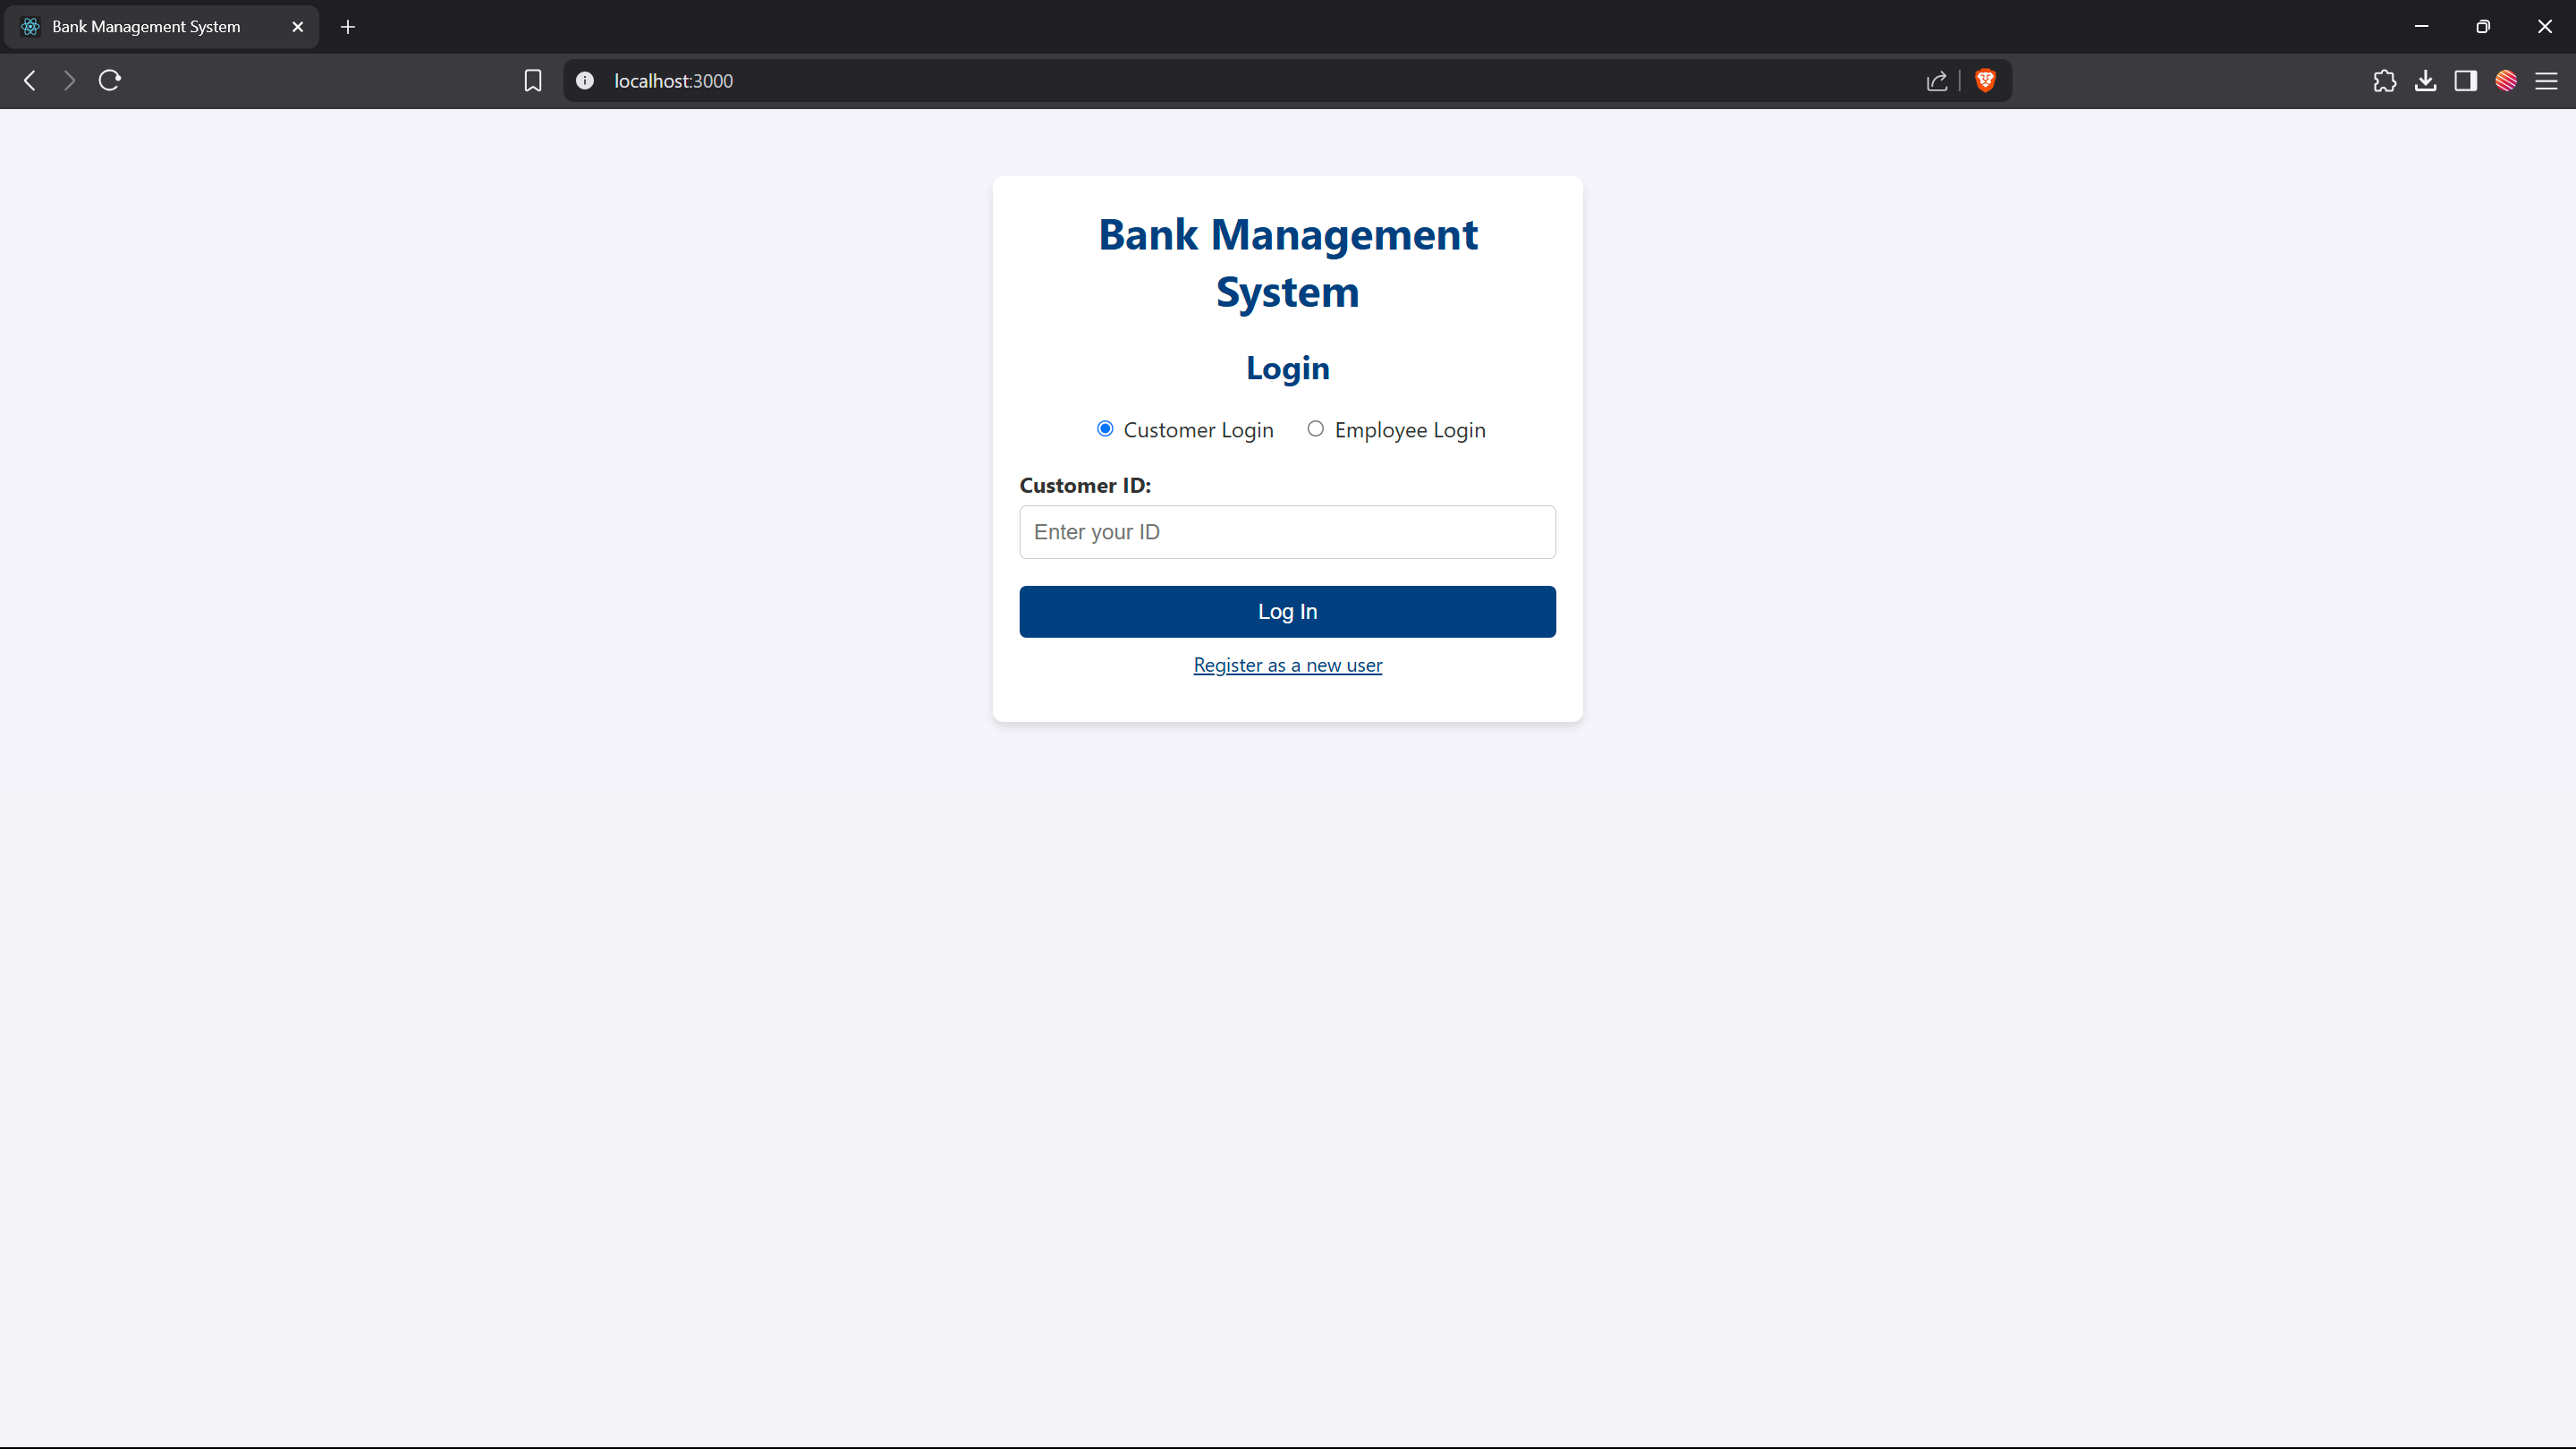 Bank Management System
localhost:3000
Bank Management
System
Login
Customer Login Employee Login
Customer ID:
Enter your ID
Log In
Register as a new user